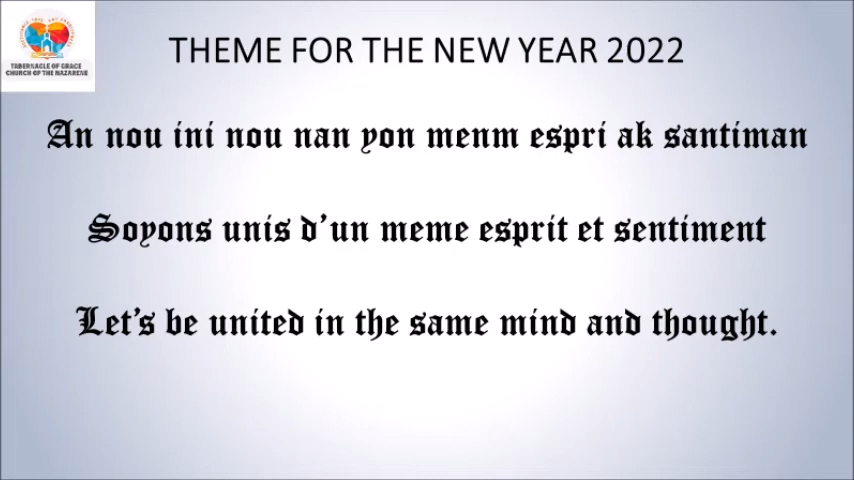 TABERNACLE OF GRACE
CHURCH OF THE NAZARENE
THEME FOR THE NEW YEAR 2022
An nou ini nou nan yon menm espri ak santiman
Soyons unis d’un meme esprit et sentiment
Let’s be united in the same mind and thought.